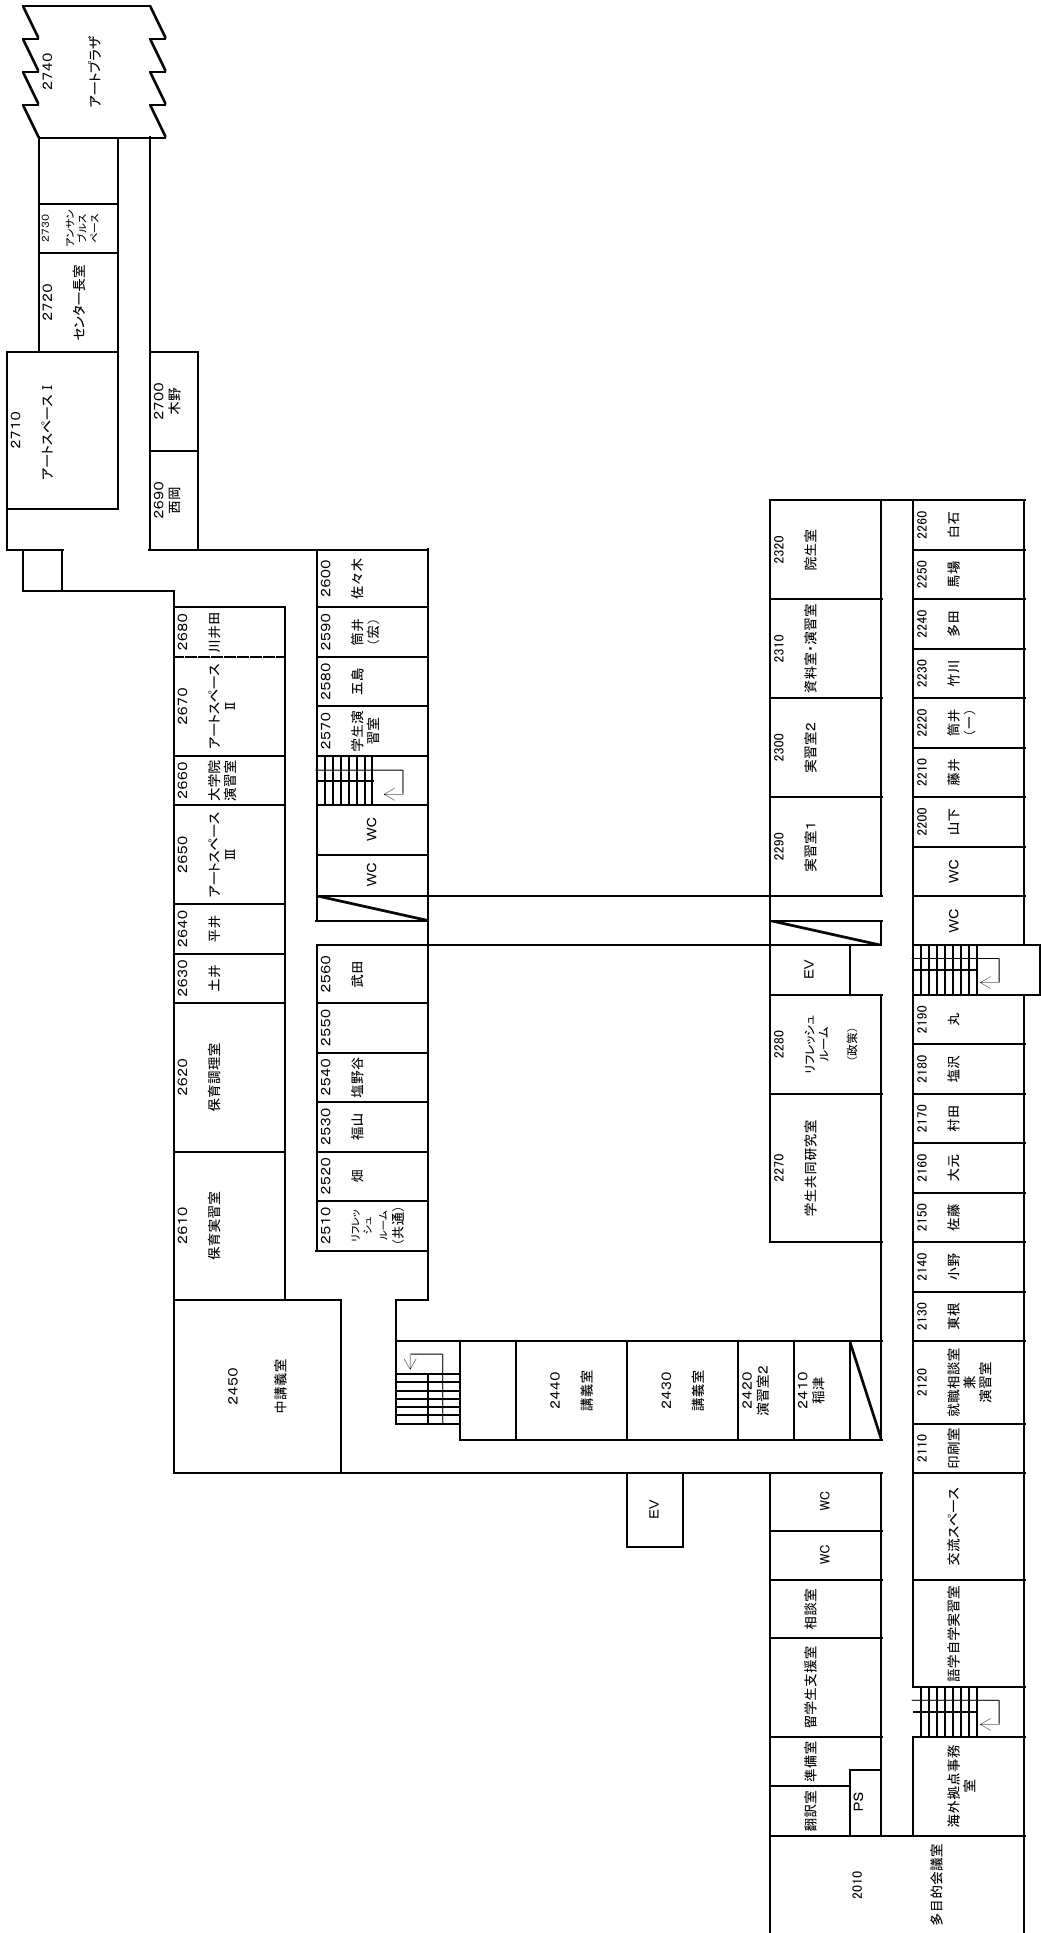 2740
アートプラザ
2730
アンサン
ブルス
ペース
2720
センター長室
2710
アートスペースⅠ
2700
木野
2690
西岡
2680
川井田
2670
アートスペース
Ⅱ
2660
大学院
演習室
2650
アートスペース
Ⅲ
2640
平井
2630
土井
2620
保育調理室
2610
保育実習室
2600
佐々木
2590
筒井
(宏)
2580
五島
2570
学生演
習室
WC
WC
2560
武田
2550
2540
塩野谷
2530
福山
2520
畑
2510
リフレッ
シュ
ルーム
(共通)
2450
中講義室
2440
講義室
2430
講義室
2420
演習室2
2410
稲津
EV
2320
院生室
2310
資料室・演習室
2300
実習室2
2290
実習室1
EV
2280
リフレッシュ
ルーム
(政策)
2270
学生共同研究室
2260
白石
2250
馬場
2240
多田
2230
竹川
2220
筒井
(一)
2210
藤井
2200
山下
WC
WC
2190
丸
2180
塩沢
2170
村田
2160
大元
2150
佐藤
2140
小野
2130
東根
2120
就職相談室
兼
演習室
2110
印刷室
WC
WC
相談室
留学生支援室
準備室
翻訳室
PS
交流スペース
語学自学実習室
海外拠点事務
室
2010
多目的会議室